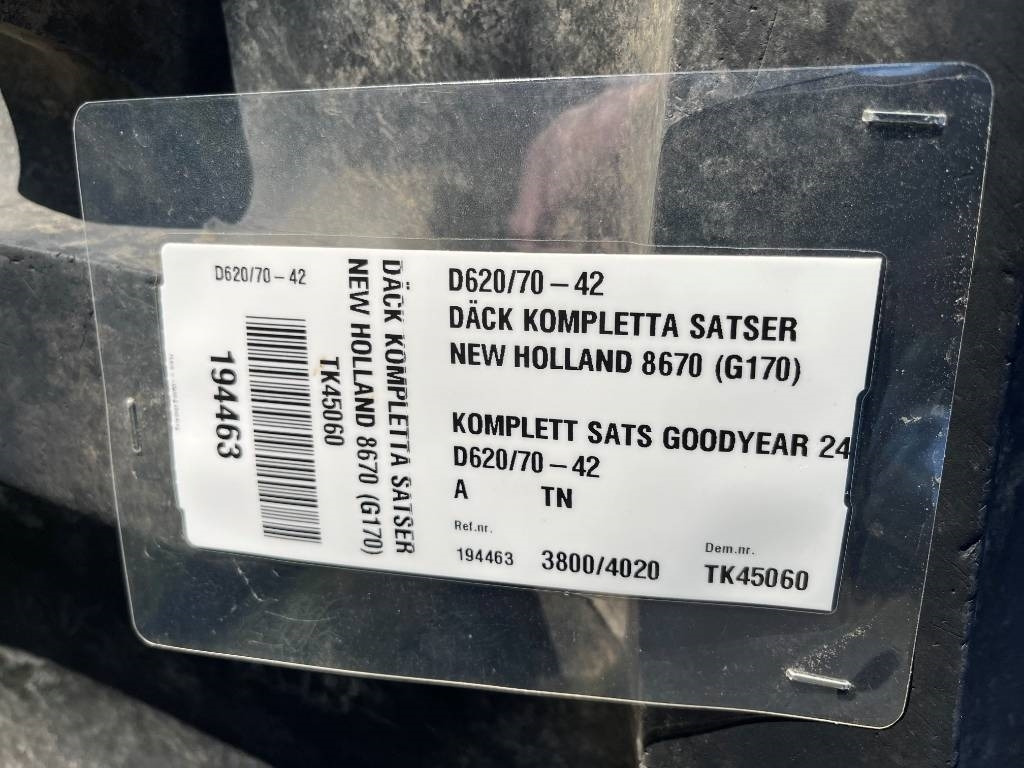 D620/70-42
194463
TK45060
NEW HOLLAND 8670 (G170)
DÄCK KOMPLETTA SATSER
D620/70-42
DÄCK KOMPLETTA SATSER
NEW HOLLAND 8670 (G170)
KOMPLETT SATS GOODYEAR 24
D620/70-42
A TN
Ref.nr. Dem.nr.
194463 3800/4020 TK45060